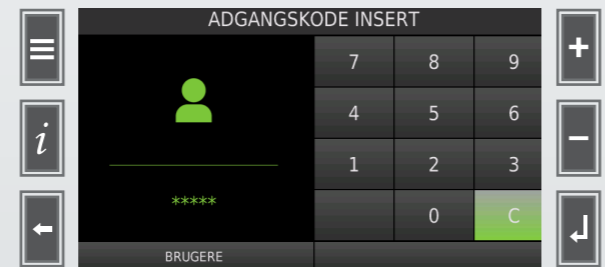 ADGANGSKODE INSERT
7 8 9
i
4 5 6
1 2 3
*****
0 C
BRUGERE
+
-